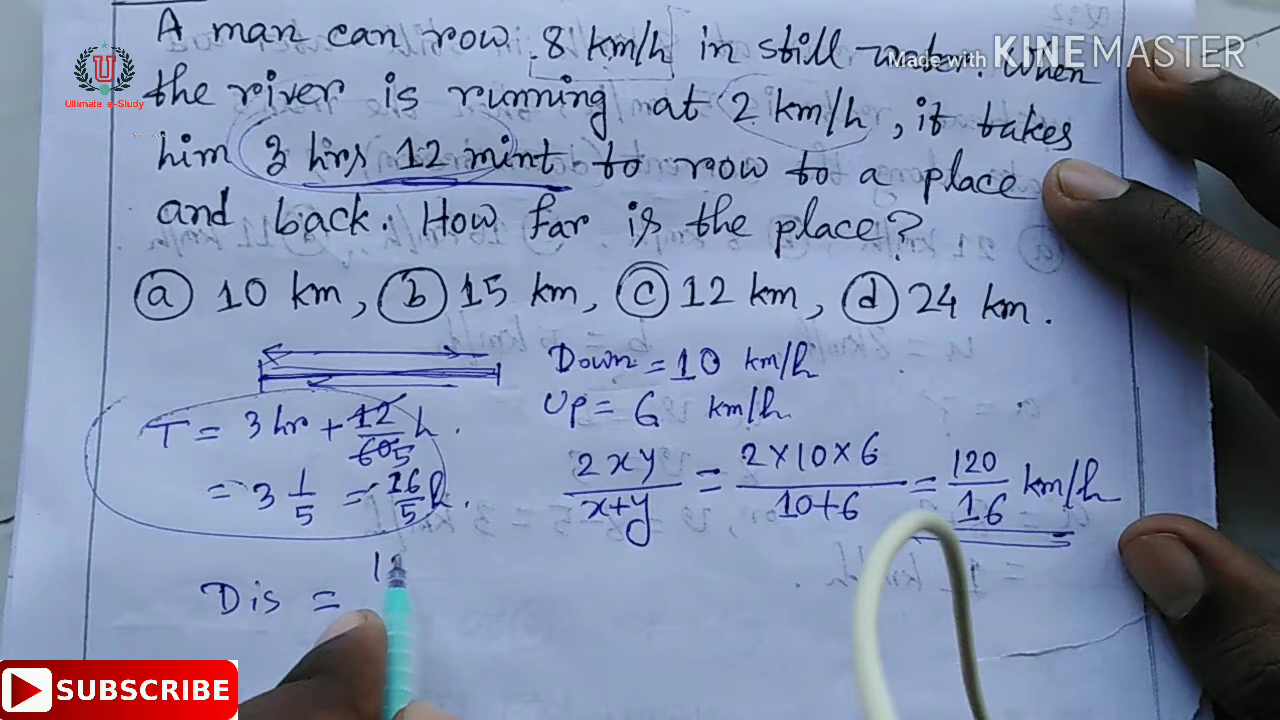 A man can row 8 km/h in still water. When
the river is running at 2 km/h, it takes
him 3 hrs 12 mint to row to a place
and back. How far is the place?
(a) 10 km, (b) 15 km, (c) 12 km, (d) 24 km.
Down = 10 km/h
Up = 6 km/h.
T = 3 hr + 12/60 5 h.
= 3 1/5 = 16/5 h.
2xy/x+y = 2×10×6/10+6 = 120/16 km/h
Dis =
Made with KINEMASTER
U
Ultimate e-Study
SUBSCRIBE